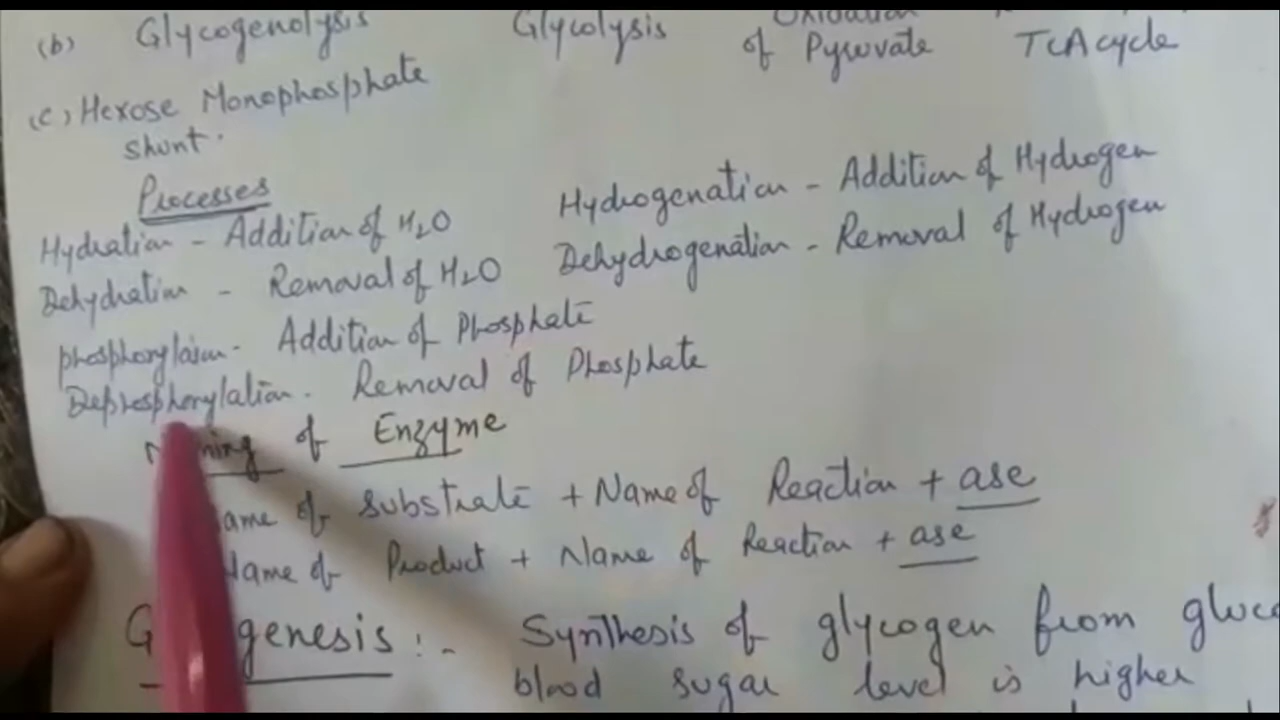 (b) Glycogenolysis Glycolysis Oxidation
of Pyruvate TCA cycle
(C) Hexose Monophosphate
shunt.
Processes
Hydration - Addition of H2O Hydrogenation - Addition of Hydrogen
Dehydration - Removal of H2O Dehydrogenation - Removal of Hydrogen
phosphorylaion - Addition of Phosphate
Dephosphorylation - Removal of Phosphate
of Enzyme
of substrate + Name of Reaction + ase
Name of Product + Name of Reaction + ase
Synthesis of glycogen from
blood sugar level is higher